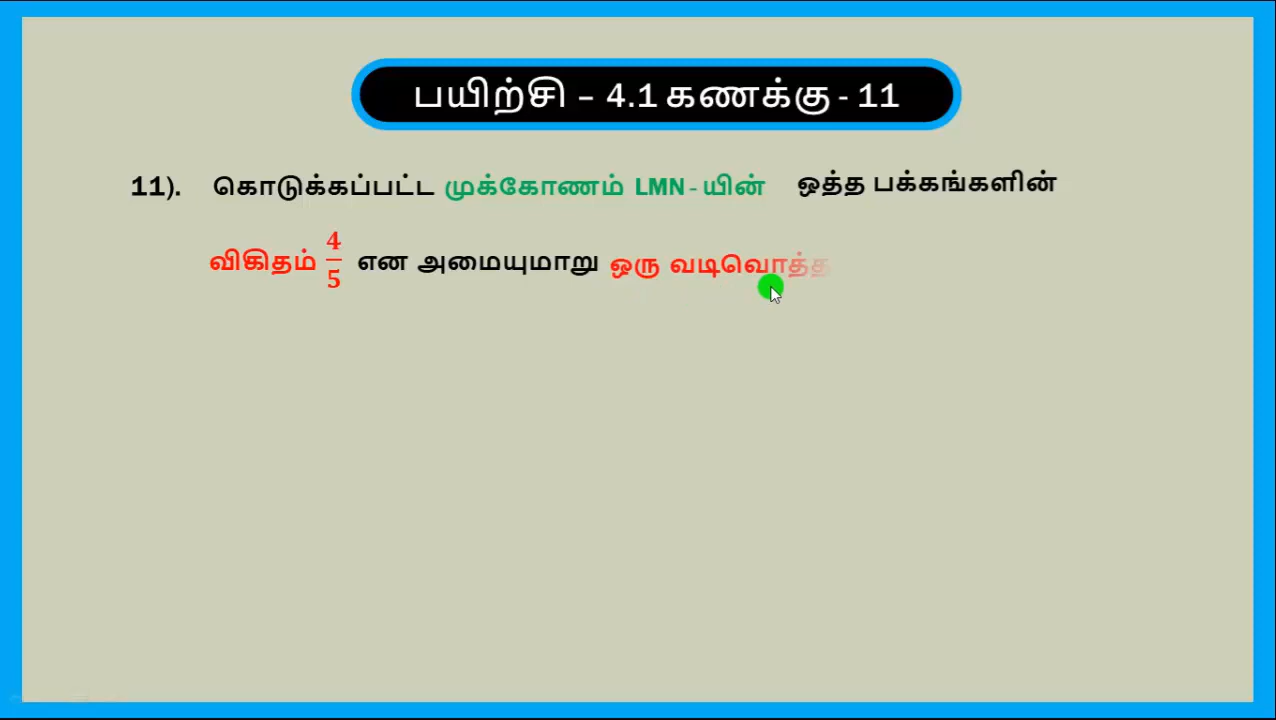 பயிற்சி – 4.1 கணக்கு - 11
11). கொடுக்கப்பட்ட முக்கோணம் LMN - யின் ஒத்த பக்கங்களின்
விகிதம் 4/5 என அமையுமாறு ஒரு வடிவொத்த